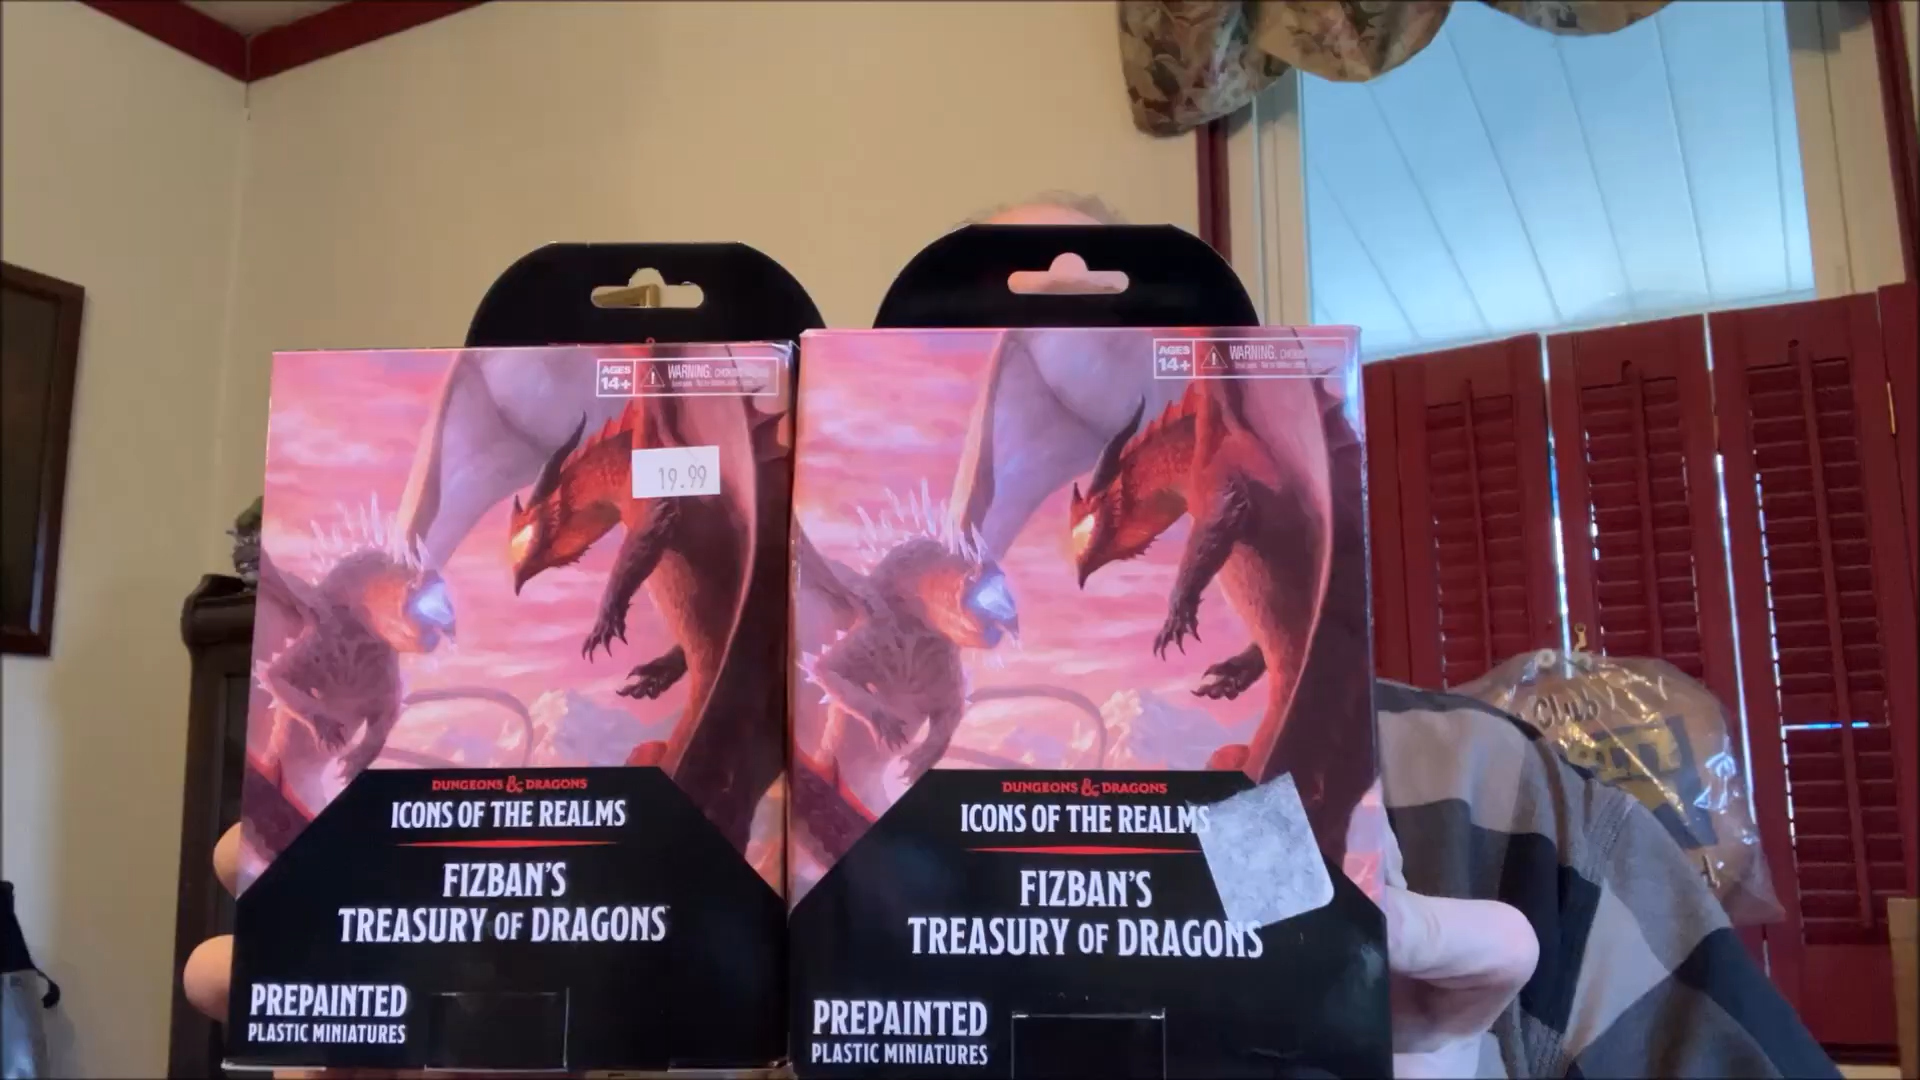 AGES
14+
WARNING:
19.99
DUNGEONS & DRAGONS
ICONS OF THE REALMS
FIZBAN'S
TREASURY OF DRAGONS
PREPAINTED
PLASTIC MINIATURES
AGES
14+
WARNING:
DUNGEONS & DRAGONS
ICONS OF THE REALMS
FIZBAN'S
TREASURY OF DRAGONS
PREPAINTED
PLASTIC MINIATURES
Club